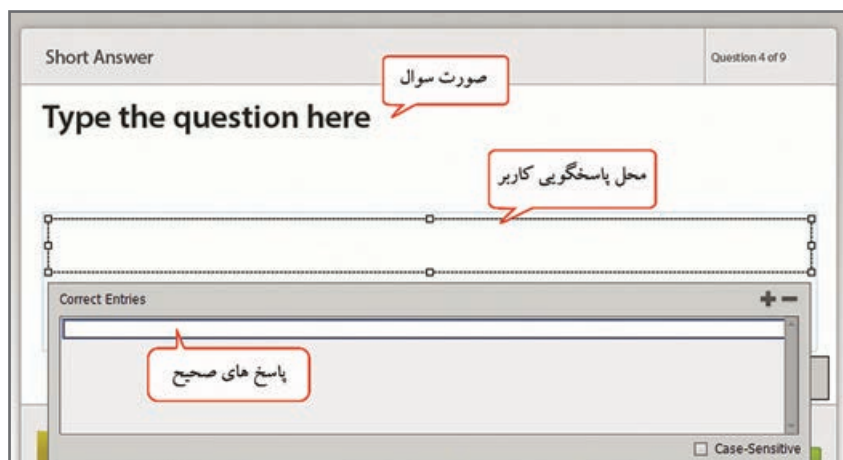 Short Answer
Question 4 of 9
صورت سوال
Type the question here
محل پاسخگویی کاربر
Correct Entries
پاسخ های صحیح
Case-Sensitive